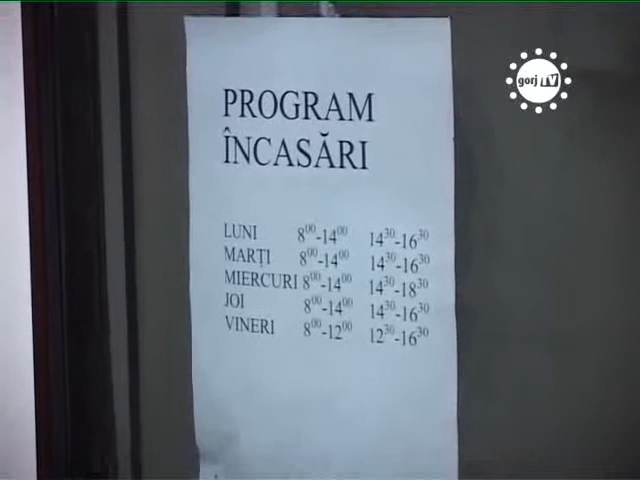 gorj TV
PROGRAM
ÎNCASĂRI
LUNI 8⁰⁰-14⁰⁰ 14³⁰-16³⁰
MARȚI 8⁰⁰-14⁰⁰ 14³⁰-16³⁰
MIERCURI 8⁰⁰-14⁰⁰ 14³⁰-18³⁰
JOI 8⁰⁰-14⁰⁰ 14³⁰-16³⁰
VINERI 8⁰⁰-12⁰⁰ 12³⁰-16³⁰